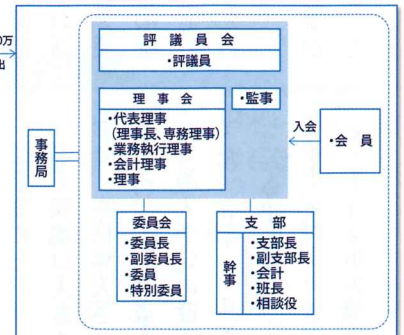 0万
出
評議員会
・評議員
理事会
・代表理事
(理事長、専務理事)
・業務執行理事
・会計理事
・理事
・監事
入会
・会員
事務局
委員会
・委員長
・副委員長
・委員
・特別委員
支部
幹事
・支部長
・副支部長
・会計
・班長
・相談役